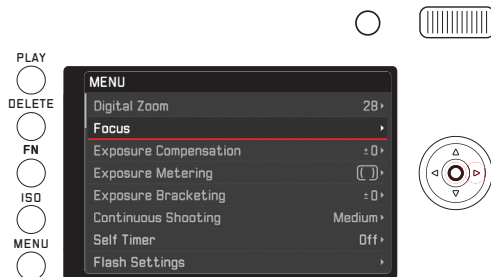 PLAY
DELETE
FN
ISO
MENU
MENU
Digital Zoom 28
Focus
Exposure Compensation ±0
Exposure Metering
Exposure Bracketing ±0
Continuous Shooting Medium
Self Timer Off
Flash Settings